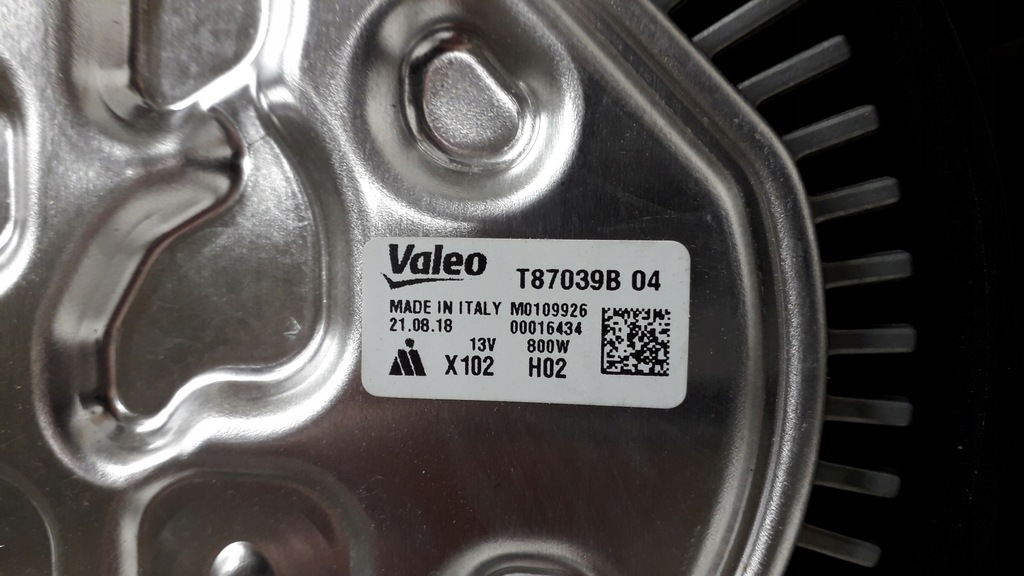 Valeo
T87039B 04
MADE IN ITALY M0109926
21.08.18 00016434
13V 800W
X102 H02